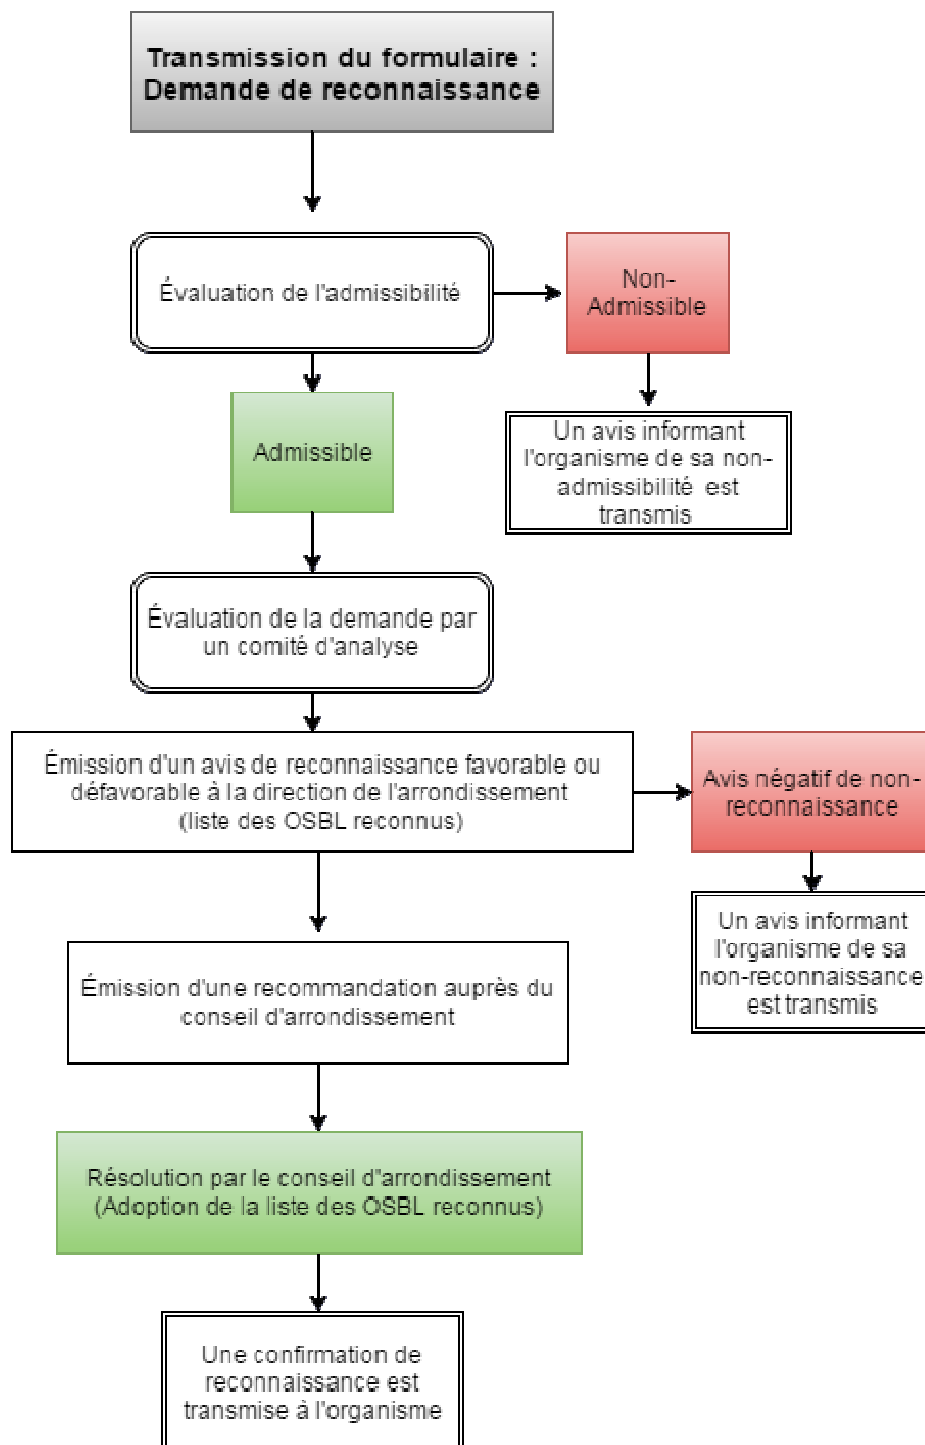 Transmission du formulaire :
Demande de reconnaissance
Évaluation de l'admissibilité
Non-
Admissible
Admissible
Un avis informant
l'organisme de sa non-
admissibilité est
transmis
Évaluation de la demande par
un comité d'analyse
Émission d'un avis de reconnaissance favorable ou
défavorable à la direction de l'arrondissement
(liste des OSBL reconnus)
Avis négatif de non-
reconnaissance
Un avis informant
l'organisme de sa
non-reconnaissance
est transmis
Émission d'une recommandation auprès du
conseil d'arrondissement
Résolution par le conseil d'arrondissement
(Adoption de la liste des OSBL reconnus)
Une confirmation de
reconnaissance est
transmise à l'organisme